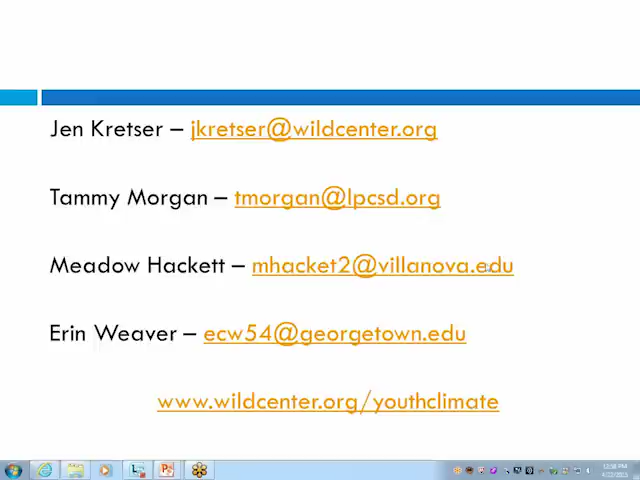 Jen Kretser – jkretser@wildcenter.org
Tammy Morgan – tmorgan@lpcsd.org
Meadow Hackett – mhacket2@villanova.edu
Erin Weaver – ecw54@georgetown.edu
www.wildcenter.org/youthclimate